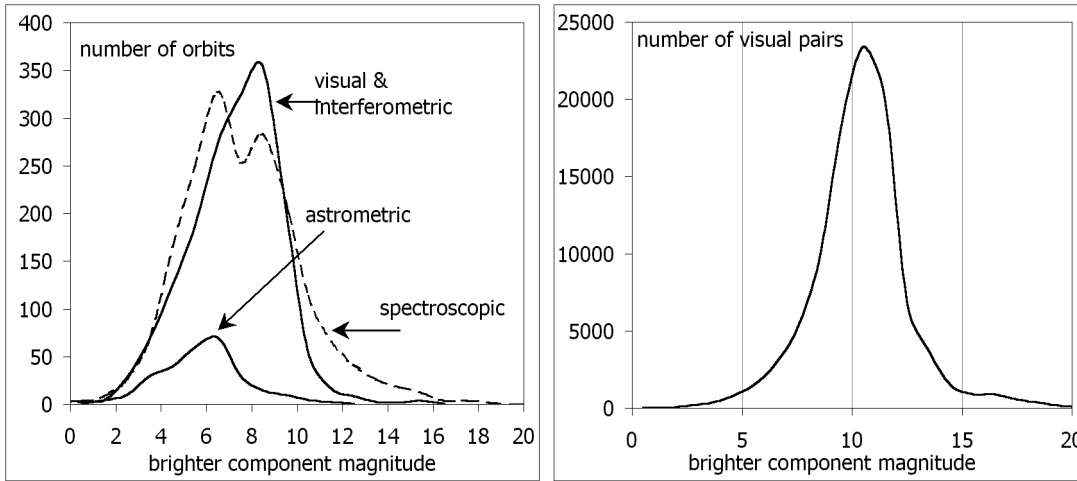 400
350
300
250
200
150
100
50
0
number of orbits
visual &
interferometric
astrometric
spectroscopic
0 2 4 6 8 10 12 14 16 18 20
brighter component magnitude
25000
20000
15000
10000
5000
0
number of visual pairs
0 5 10 15 20
brighter component magnitude